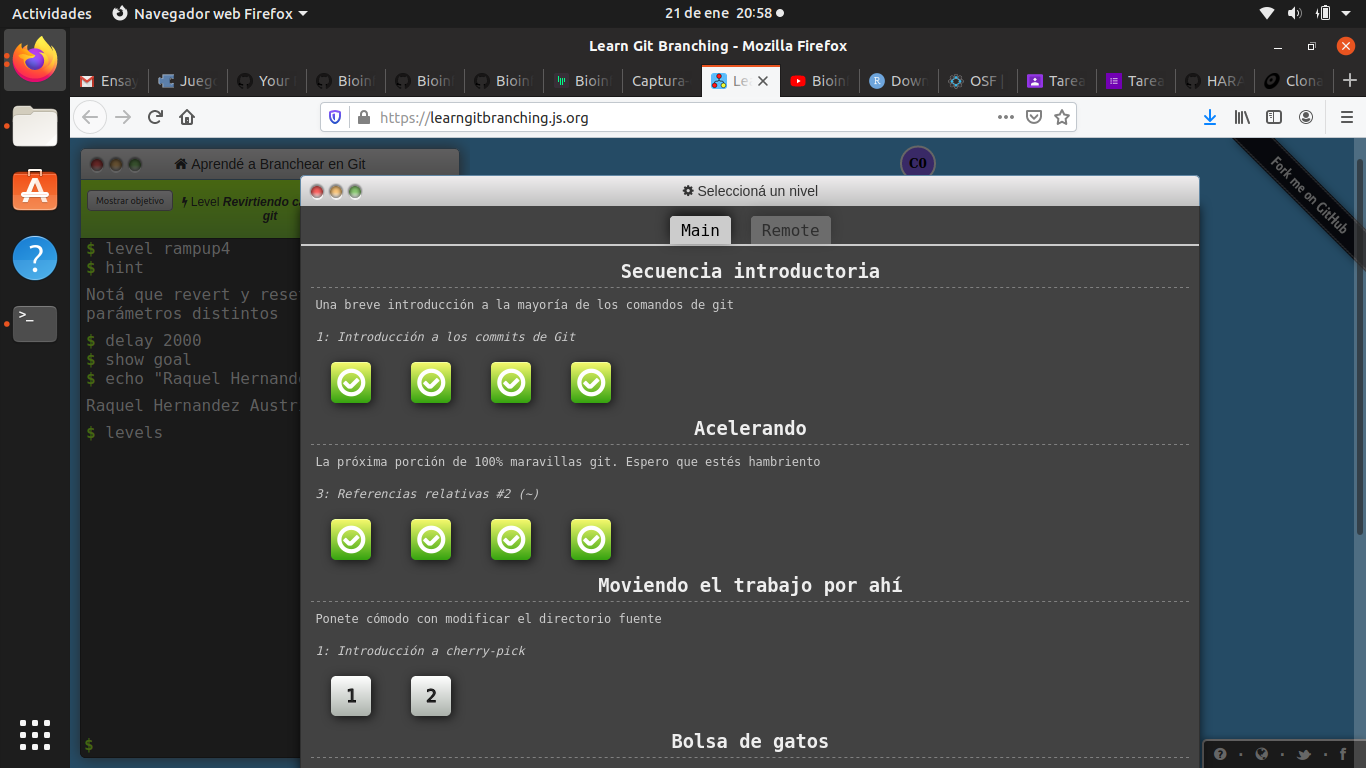 Actividades
Navegador web Firefox
21 de ene 20:58
Learn Git Branching - Mozilla Firefox
Ensay
Jueg
Your
Bioin
Bioin
Bioin
Bioin
Captura-
Le
Bioin
Dow
OSF
Tarea
Tarea
HARA
Clona
https://learngitbranching.js.org
Aprendé a Branchear en Git
C0
Fork me on GitHub
Mostrar objetivo
Level Revirtiendo c
git
$ level rampup4
$ hint
Notá que revert y rese
parámetros distintos
$ delay 2000
$ show goal
$ echo "Raquel Hernand
Raquel Hernandez Austr
$ levels
$
Seleccioná un nivel
Main
Remote
Secuencia introductoria
Una breve introducción a la mayoría de los comandos de git
1: Introducción a los commits de Git
Acelerando
La próxima porción de 100% maravillas git. Espero que estés hambriento
3: Referencias relativas #2 (~)
Moviendo el trabajo por ahí
Ponete cómodo con modificar el directorio fuente
1: Introducción a cherry-pick
1
2
Bolsa de gatos